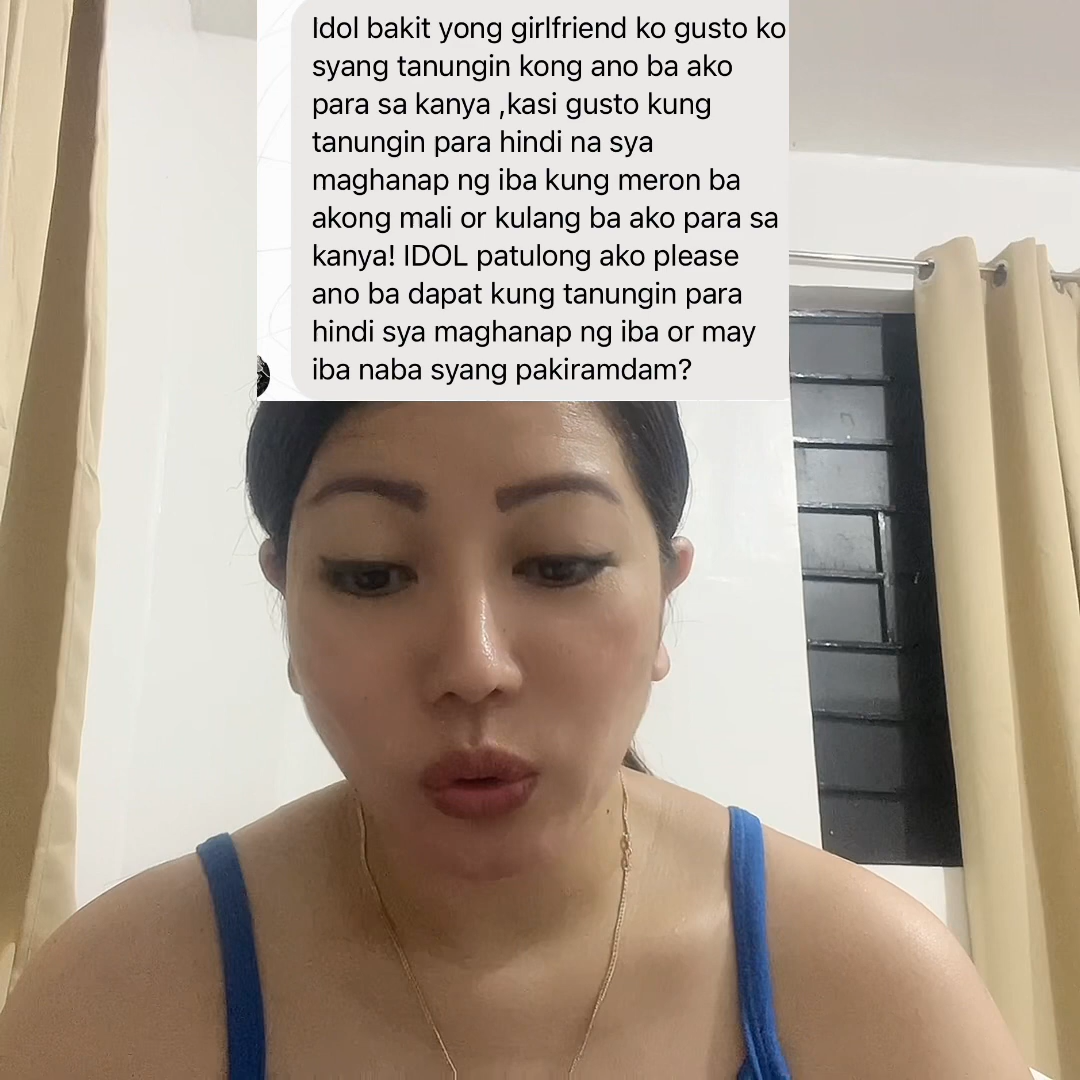 Idol bakit yong girlfriend ko gusto ko
syang tanungin kong ano ba ako
para sa kanya ,kasi gusto kung
tanungin para hindi na sya
maghanap ng iba kung meron ba
akong mali or kulang ba ako para sa
kanya! IDOL patulong ako please
ano ba dapat kung tanungin para
hindi sya maghanap ng iba or may
iba naba syang pakiramdam?